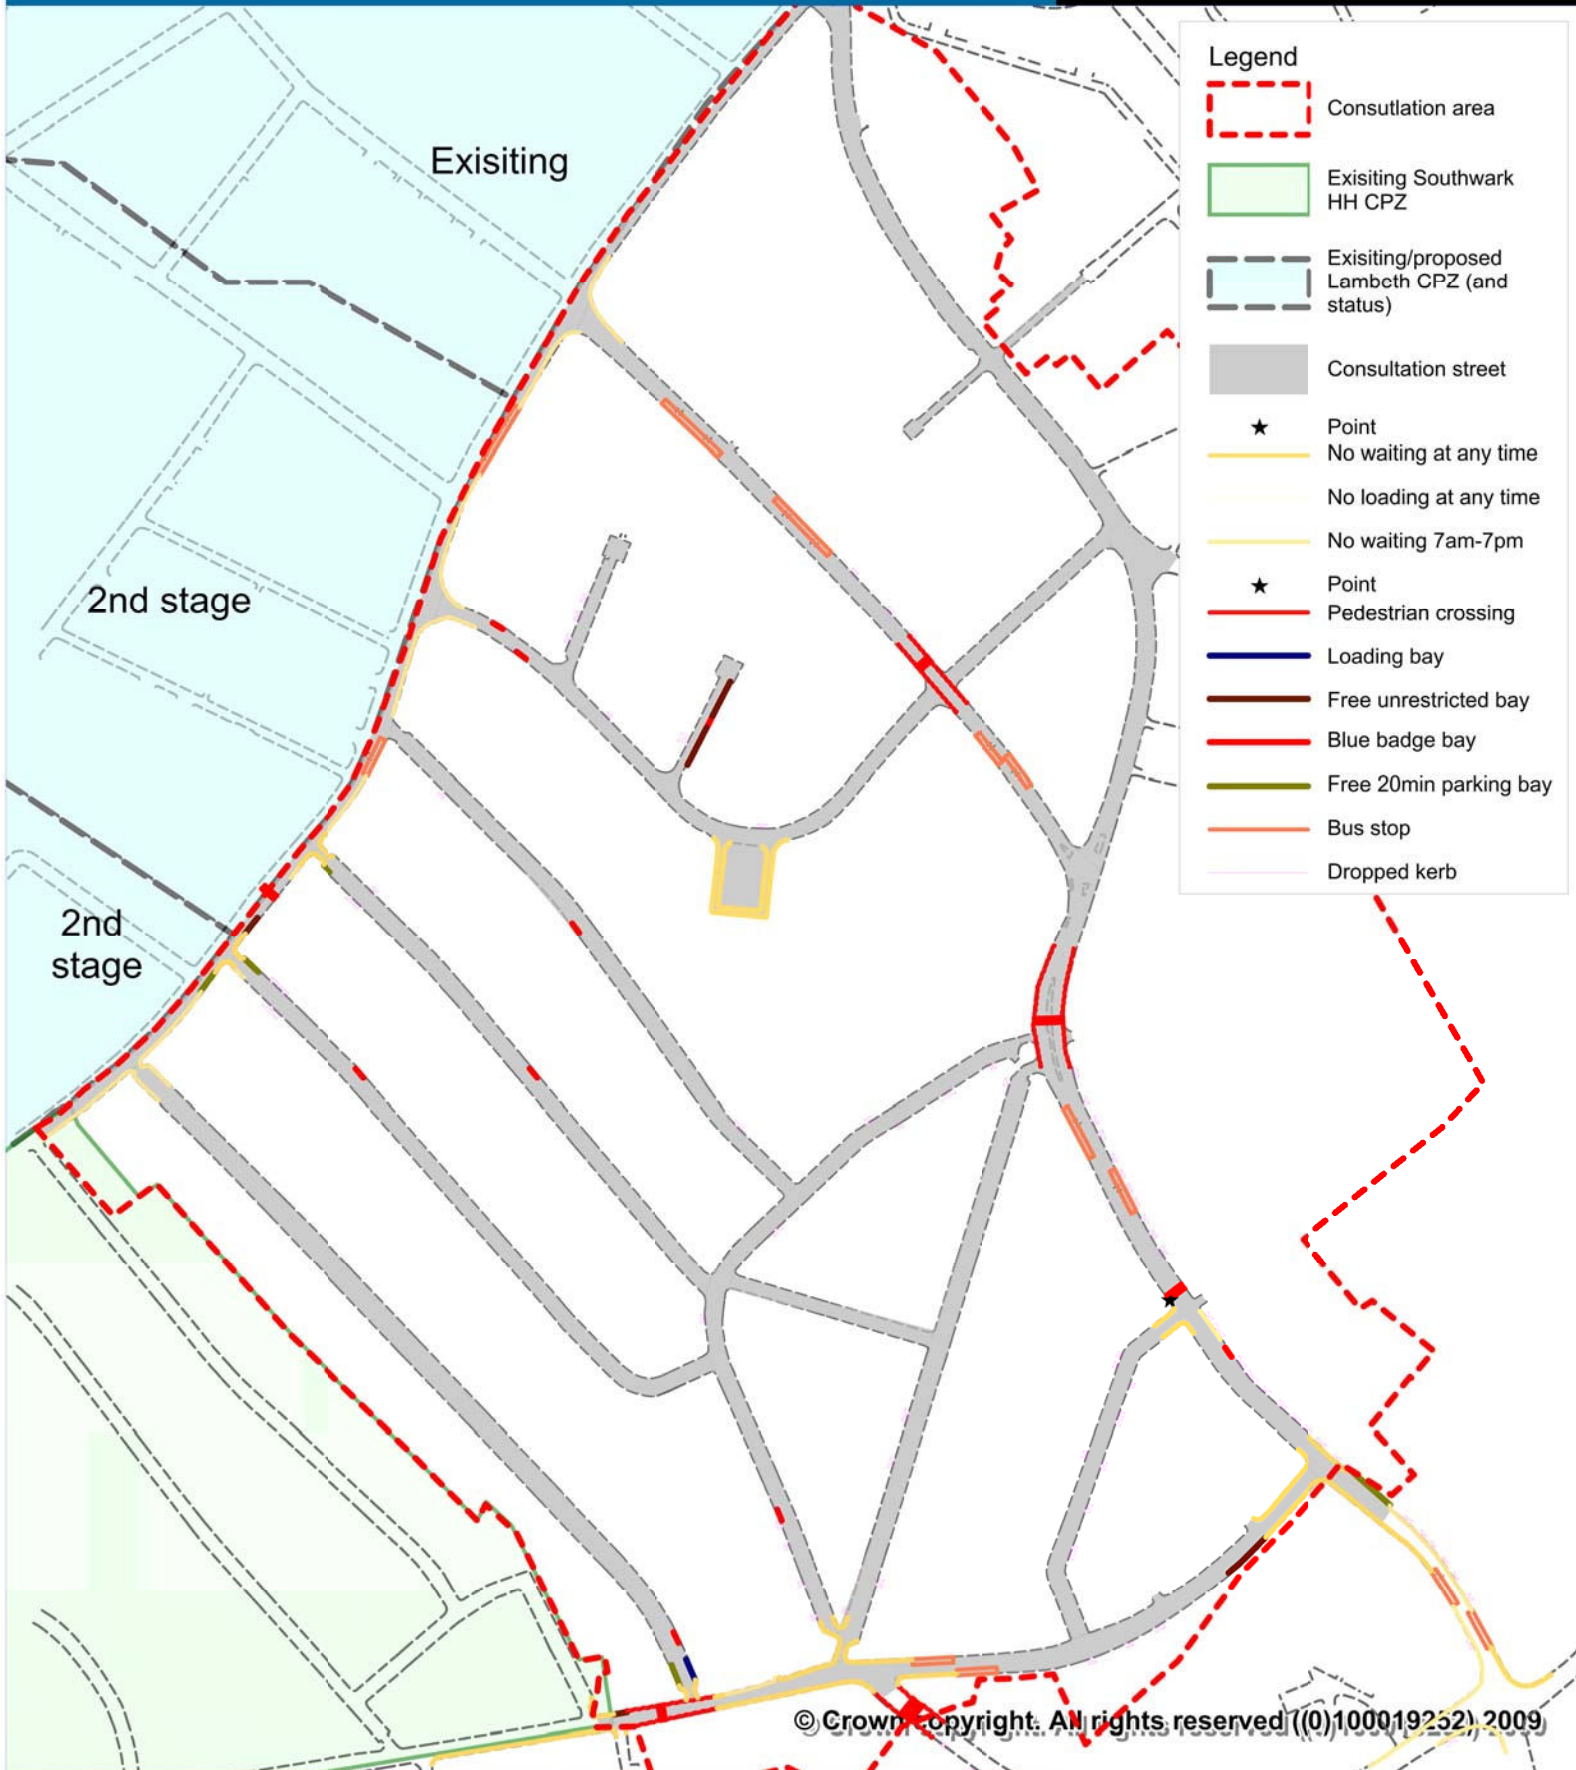 Exisiting
2nd stage
2nd
stage
Legend
Consutlation area
Exisiting Southwark
HH CPZ
Exisiting/proposed
Lambcth CPZ (and
status)
Consultation street
Point
No waiting at any time
No loading at any time
No waiting 7am-7pm
Point
Pedestrian crossing
Loading bay
Free unrestricted bay
Blue badge bay
Free 20min parking bay
Bus stop
Dropped kerb
© Crown copyright. All rights reserved ((0)100019252) 2009